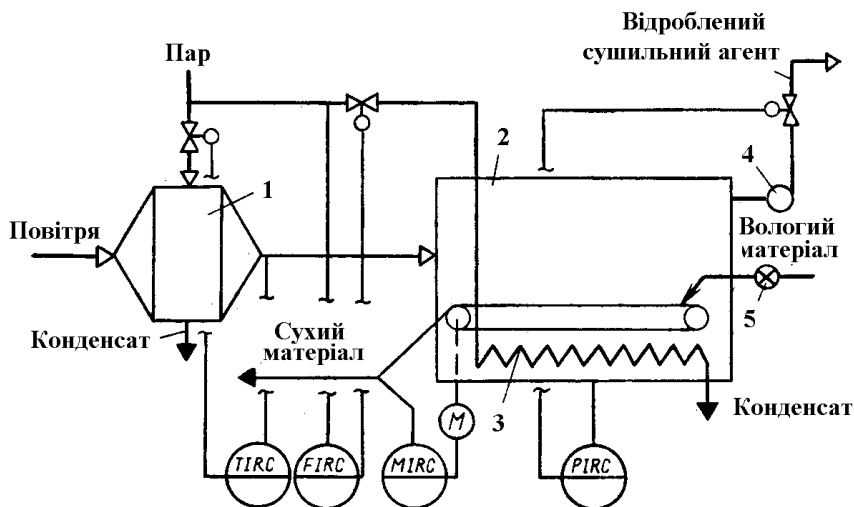 Пар
Відроблений
сушильний агент
1
2
4
Повітря
Вологий
матеріал
5
Конденсат
Сухий
матеріал
3
M
Конденсат
TIRC
FIRC
MIRC
PIRC